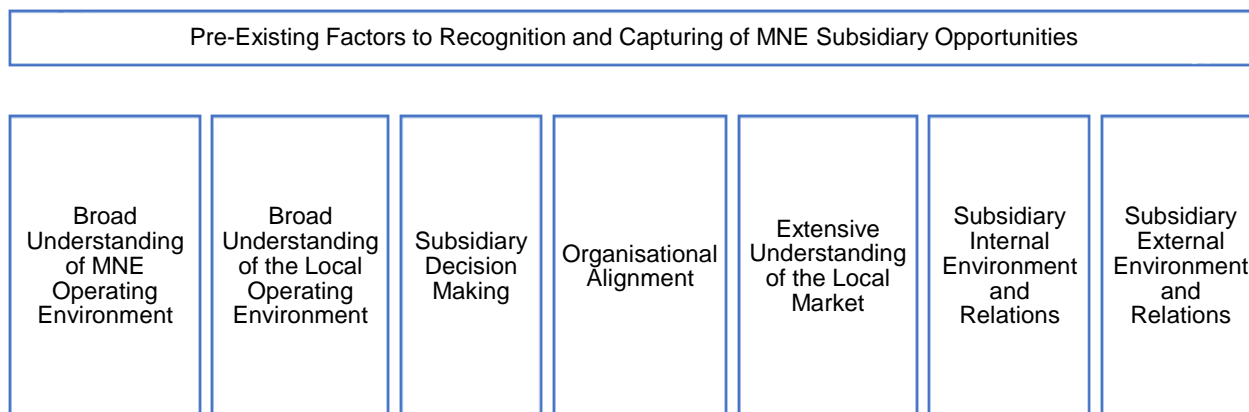 Pre-Existing Factors to Recognition and Capturing of MNE Subsidiary Opportunities
Broad
Understanding
of MNE
Operating
Environment
Broad
Understanding
of the Local
Operating
Environment
Subsidiary
Decision
Making
Organisational
Alignment
Extensive
Understanding
of the Local
Market
Subsidiary
Internal
Environment
and
Relations
Subsidiary
External
Environment
and
Relations